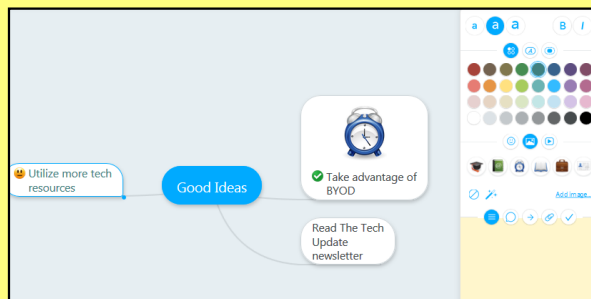 a a a B I
Utilize more tech
resources
Good Ideas
Take advantage of
BYOD
Read The Tech
Update
newsletter
Add image...